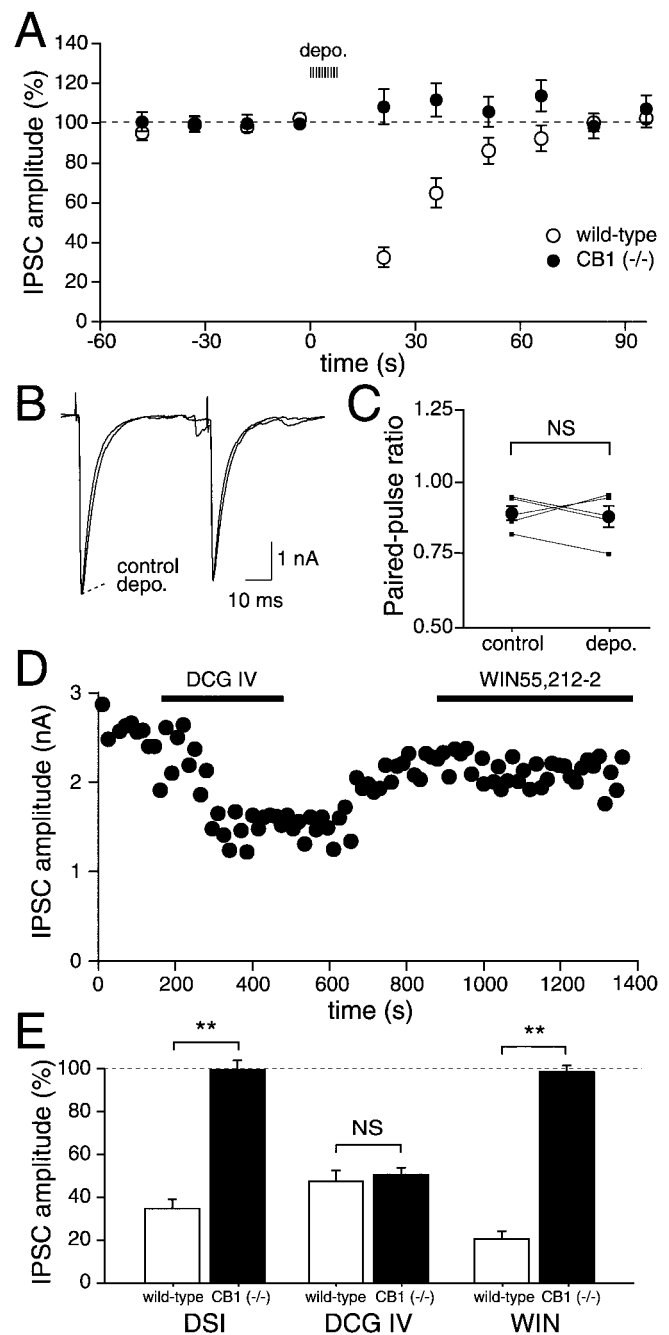 A
140
120
100
80
60
40
20
0
IPSC amplitude (%)
depo.
wild-type
CB1 (-/-)
-60
-30
0
30
60
90
time (s)
B
control
depo.
1 nA
10 ms
C
1.25
1.00
0.75
0.50
Paired-pulse ratio
NS
control
depo.
D
3
2
1
0
IPSC amplitude (nA)
DCG IV
WIN55,212-2
0
200
400
600
800
1000
1200
1400
time (s)
E
100
80
60
40
20
0
IPSC amplitude (%)
**
NS
**
wild-type
CB1 (-/-)
wild-type
CB1 (-/-)
wild-type
CB1 (-/-)
DSI
DCG IV
WIN